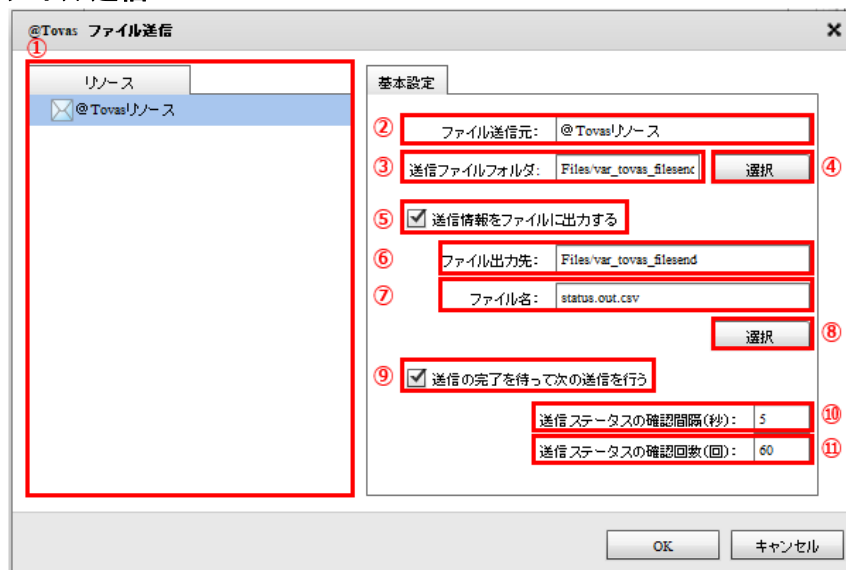 @Tovas ファイル送信
①
リソース
@Tovasリソース
基本設定
② ファイル送信元: @Tovasリソース
③ 送信ファイルフォルダ: Files/var_tovas_filesenc 選択 ④
⑤ 送信情報をファイルに出力する
⑥ ファイル出力先: Files/var_tovas_filesend
⑦ ファイル名: status.out.csv
選択 ⑧
⑨ 送信の完了を待って次の送信を行う
送信ステータスの確認間隔(秒): 5 ⑩
送信ステータスの確認回数(回): 60 ⑪
OK キャンセル